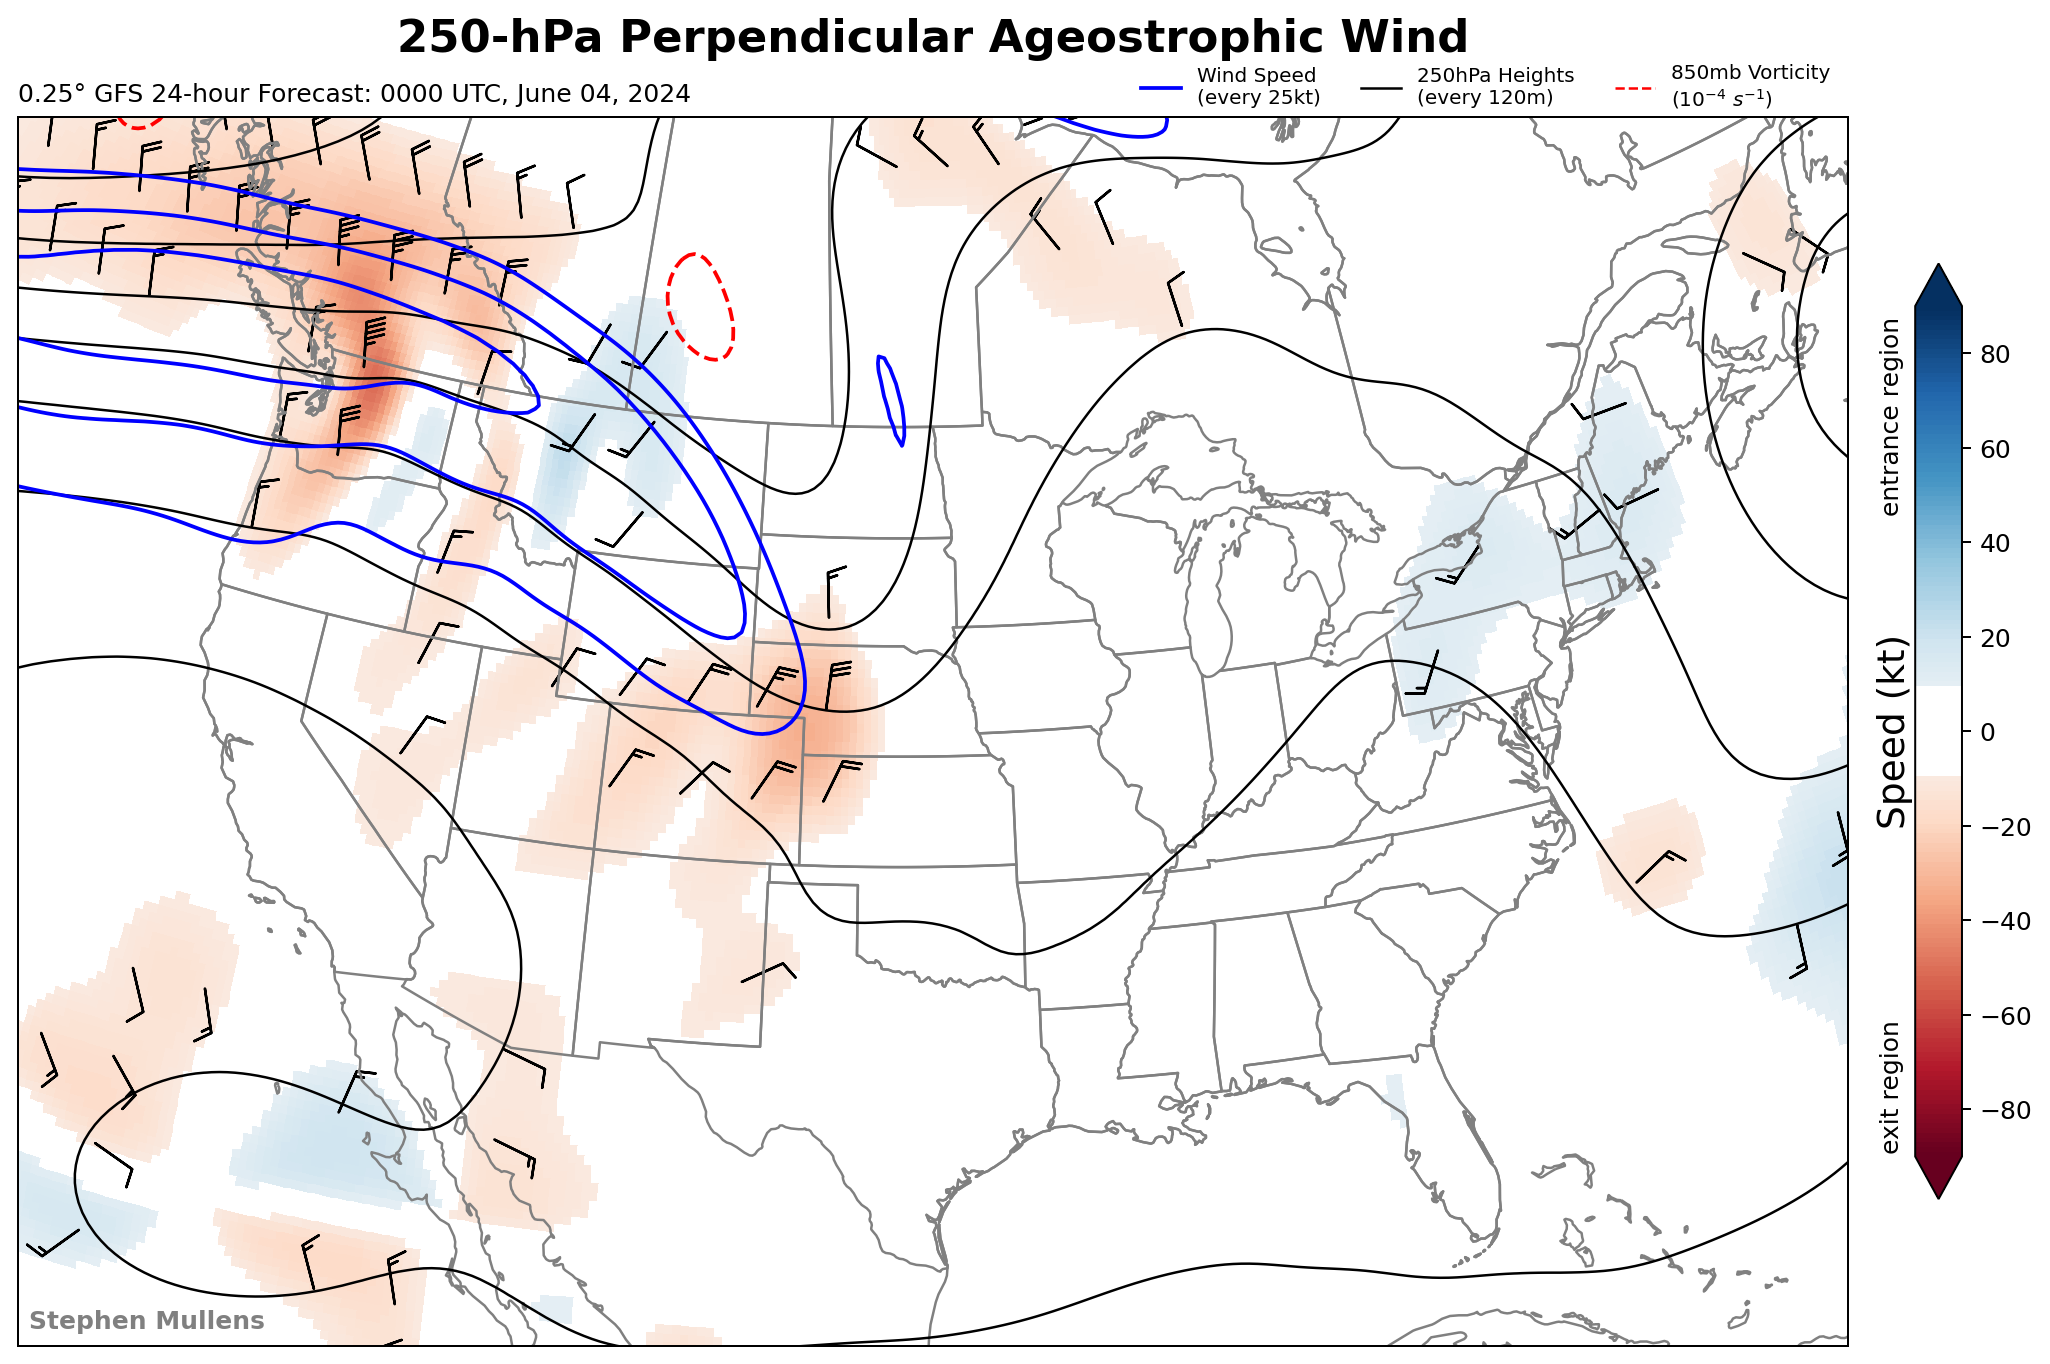 250-hPa Perpendicular Ageostrophic Wind
0.25° GFS 24-hour Forecast: 0000 UTC, June 04, 2024
Wind Speed
(every 25kt)
250hPa Heights
(every 120m)
850mb Vorticity
(10⁻⁴ s⁻¹)
entrance region
Speed (kt)
exit region
80
60
40
20
0
−20
−40
−60
−80
Stephen Mullens